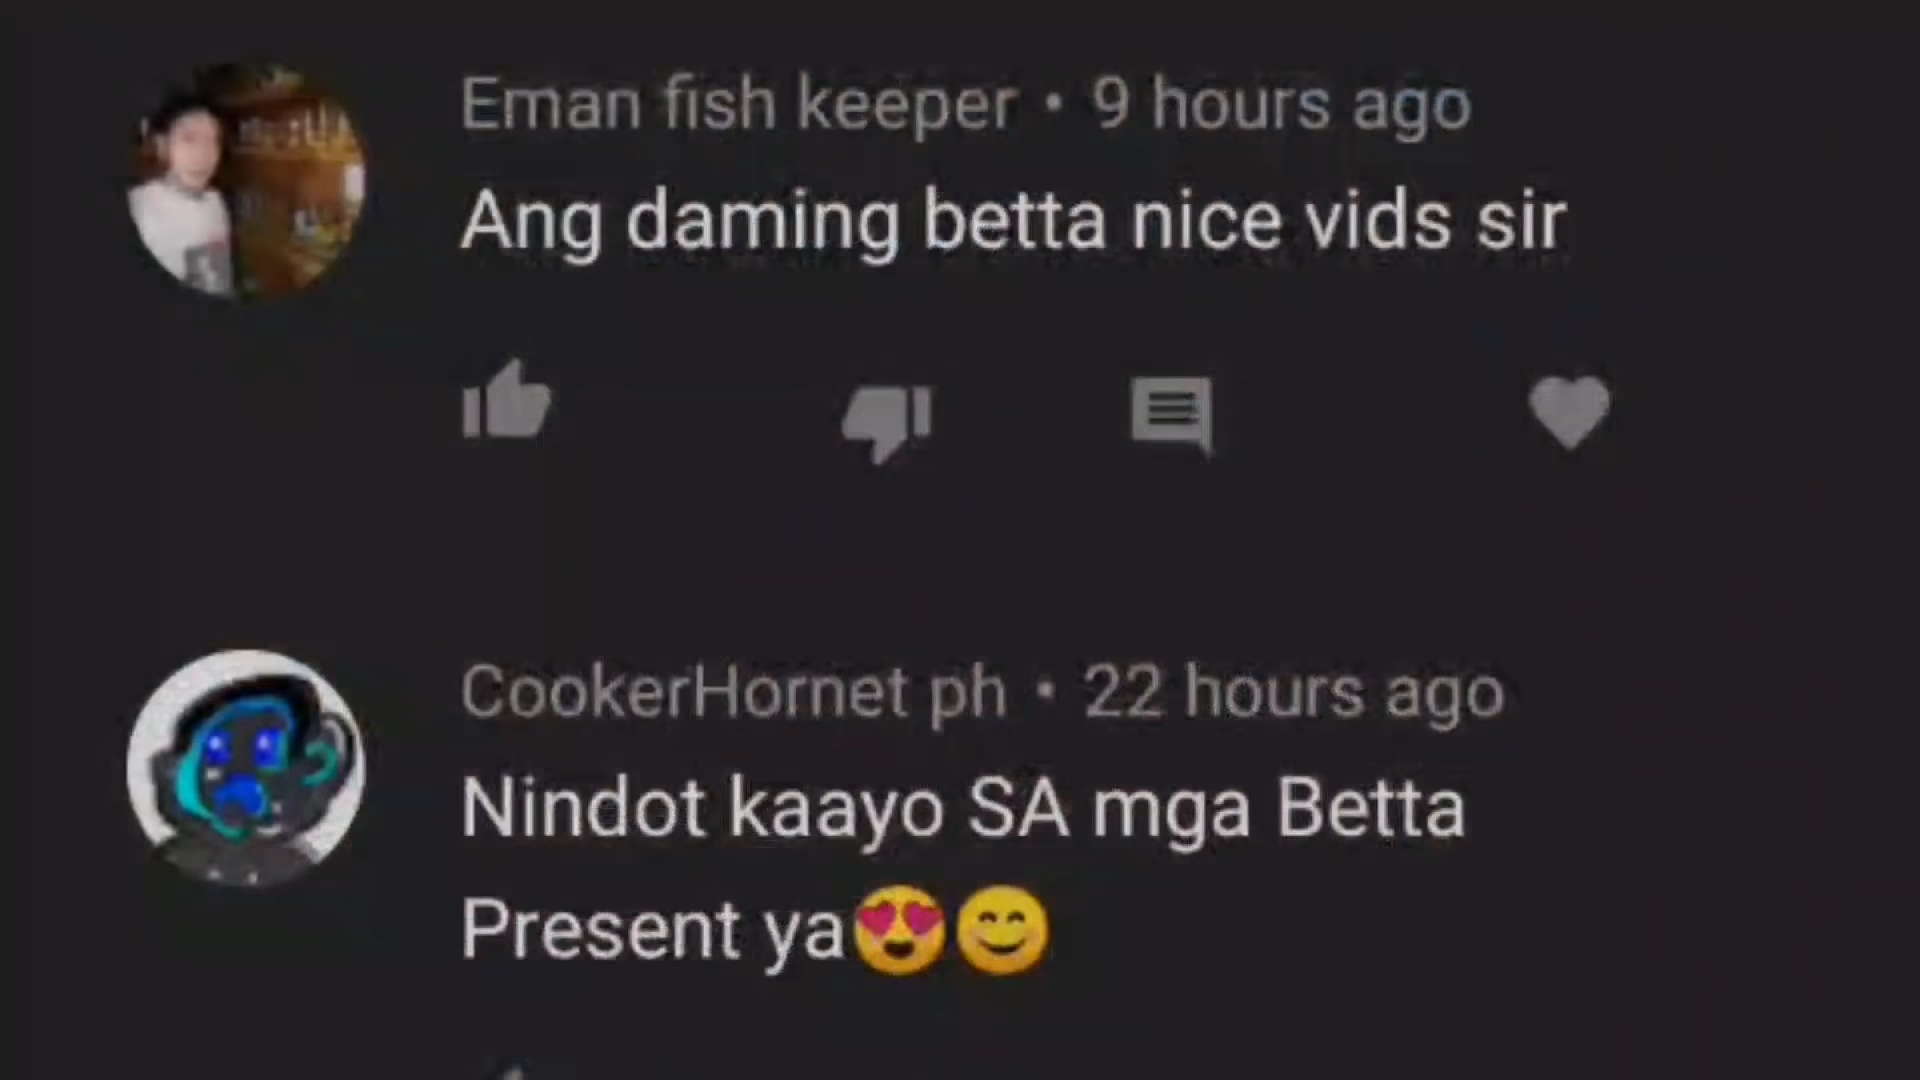 Eman fish keeper • 9 hours ago
Ang daming betta nice vids sir
CookerHornet ph • 22 hours ago
Nindot kaayo SA mga Betta
Present ya😍😊